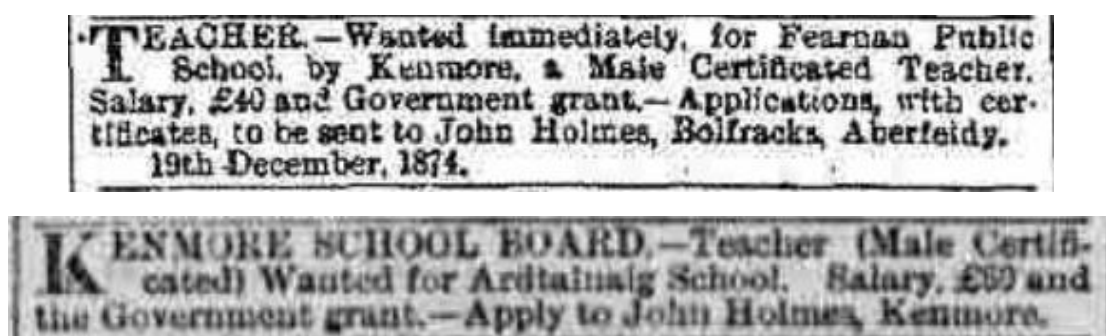 TEACHER.—Wanted immediately, for Fearnan Public
School, by Kenmore, a Male Certificated Teacher.
Salary, £40 and Government grant.—Applications, with cer-
tificates, to be sent to John Holmes, Bolfracks, Aberfeldy.
19th December, 1874.
KENMORE SCHOOL BOARD.—Teacher (Male Certifi-
cated) Wanted for Ardtalnaig School. Salary, and
the Government grant.—Apply to John Holmes, Kenmore.